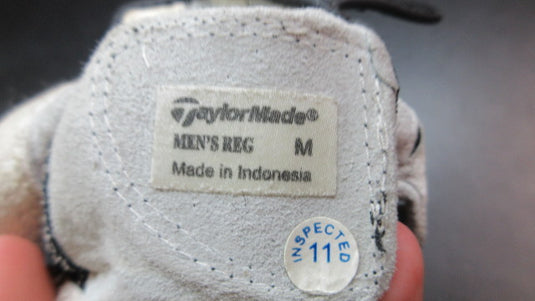 TaylorMade®
MEN'S REG M
Made in Indonesia
INSPECTED
11